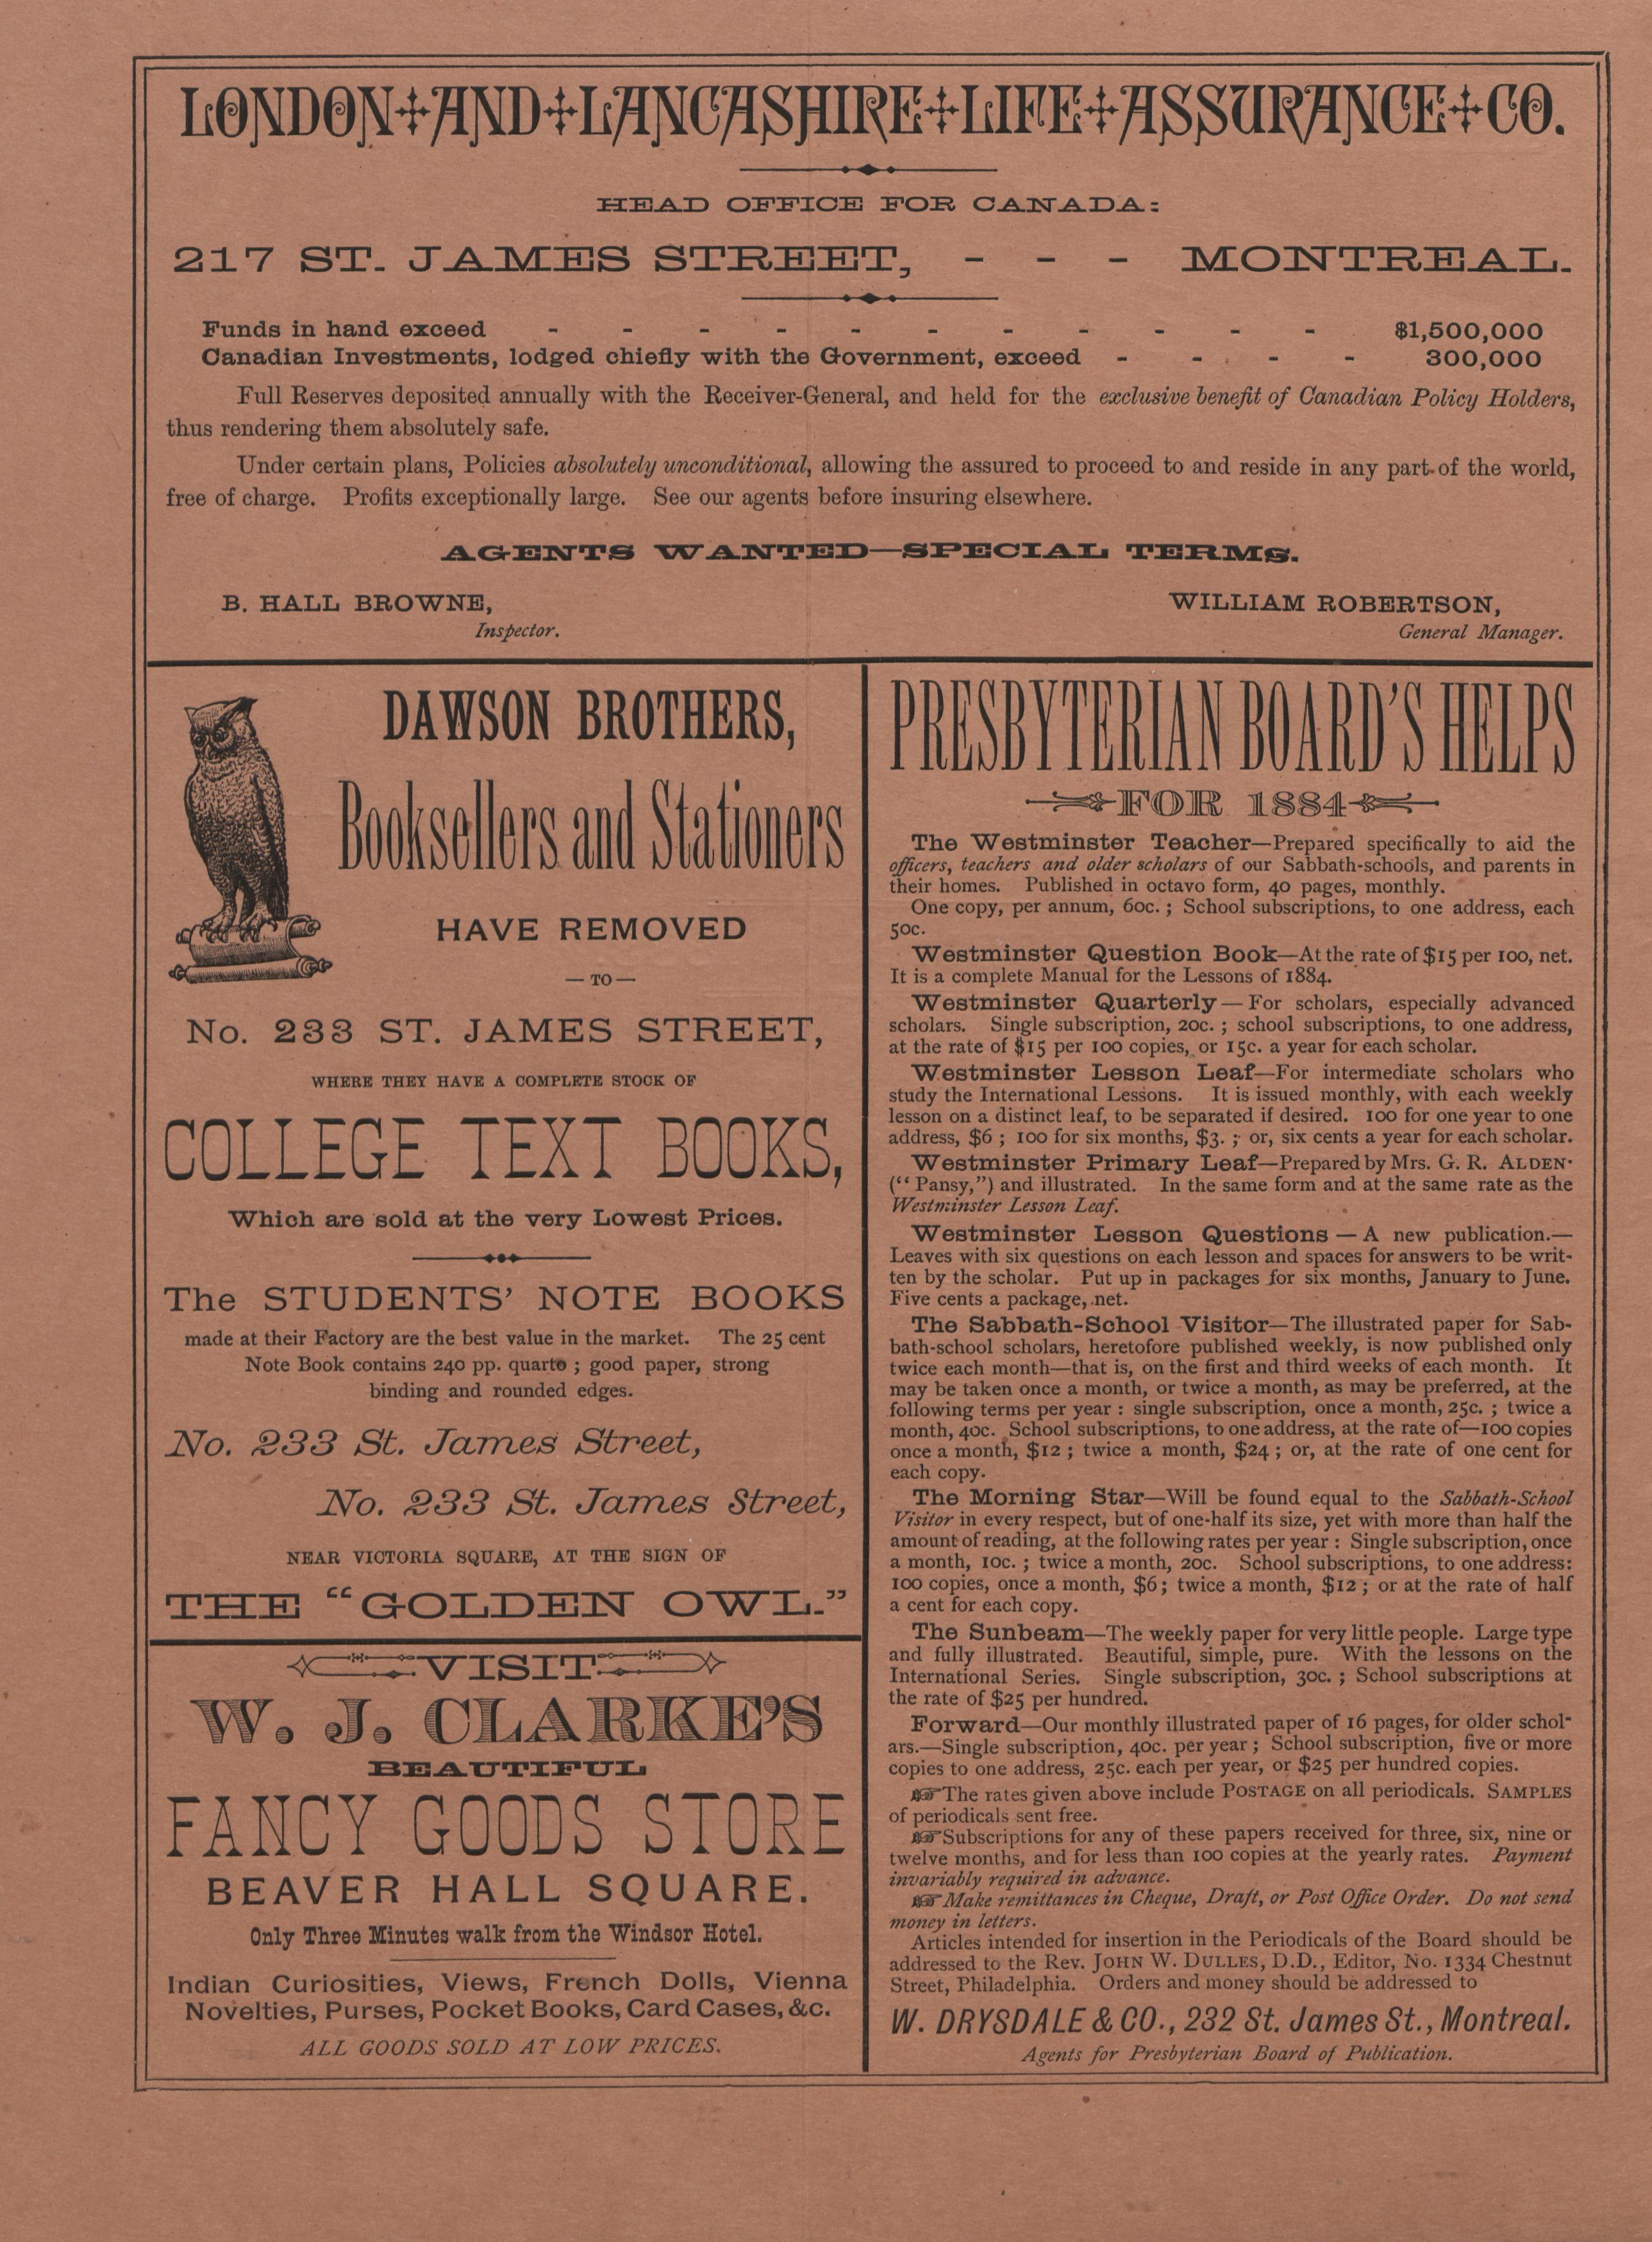 LONDON AND LANCASHIRE LIFE ASSURANCE CO.
HEAD OFFICE FOR CANADA:
217 ST. JAMES STREET, - - - MONTREAL.
Funds in hand exceed - - - - - - - - - - - $1,500,000
Canadian Investments, lodged chiefly with the Government, exceed - - - - 300,000
Full Reserves deposited annually with the Receiver-General, and held for the exclusive benefit of Canadian Policy Holders,
thus rendering them absolutely safe.
Under certain plans, Policies absolutely unconditional, allowing the assured to proceed to and reside in any part of the world,
free of charge. Profits exceptionally large. See our agents before insuring elsewhere.
AGENTS WANTED—SPECIAL TERMS.
B. HALL BROWNE,
Inspector.
WILLIAM ROBERTSON,
General Manager.
DAWSON BROTHERS,
Booksellers and Stationers
HAVE REMOVED
— TO —
No. 233 ST. JAMES STREET,
WHERE THEY HAVE A COMPLETE STOCK OF
COLLEGE TEXT BOOKS,
Which are sold at the very Lowest Prices.
The STUDENTS' NOTE BOOKS
made at their Factory are the best value in the market. The 25 cent
Note Book contains 240 pp. quarto ; good paper, strong
binding and rounded edges.
No. 233 St. James Street,
No. 233 St. James Street,
NEAR VICTORIA SQUARE, AT THE SIGN OF
THE "GOLDEN OWL."
VISIT
W. J. CLARKE'S
BEAUTIFUL
FANCY GOODS STORE
BEAVER HALL SQUARE.
Only Three Minutes walk from the Windsor Hotel.
Indian Curiosities, Views, French Dolls, Vienna
Novelties, Purses, Pocket Books, Card Cases, &c.
ALL GOODS SOLD AT LOW PRICES.
PRESBYTERIAN BOARD'S HELPS
FOR 1884
The Westminster Teacher—Prepared specifically to aid the
officers, teachers and older scholars of our Sabbath-schools, and parents in
their homes. Published in octavo form, 40 pages, monthly.
One copy, per annum, 60c. ; School subscriptions, to one address, each
50c.
Westminster Question Book—At the rate of $15 per 100, net.
It is a complete Manual for the Lessons of 1884.
Westminster Quarterly — For scholars, especially advanced
scholars. Single subscription, 20c. ; school subscriptions, to one address,
at the rate of $15 per 100 copies, or 15c. a year for each scholar.
Westminster Lesson Leaf—For intermediate scholars who
study the International Lessons. It is issued monthly, with each weekly
lesson on a distinct leaf, to be separated if desired. 100 for one year to one
address, $6 ; 100 for six months, $3. ; or, six cents a year for each scholar.
Westminster Primary Leaf—Prepared by Mrs. G. R. ALDEN·
("Pansy,") and illustrated. In the same form and at the same rate as the
Westminster Lesson Leaf.
Westminster Lesson Questions — A new publication.—
Leaves with six questions on each lesson and spaces for answers to be writ-
ten by the scholar. Put up in packages for six months, January to June.
Five cents a package, net.
The Sabbath-School Visitor—The illustrated paper for Sab-
bath-school scholars, heretofore published weekly, is now published only
twice each month—that is, on the first and third weeks of each month. It
may be taken once a month, or twice a month, as may be preferred, at the
following terms per year : single subscription, once a month, 25c. ; twice a
month, 40c. School subscriptions, to one address, at the rate of—100 copies
once a month, $12 ; twice a month, $24 ; or, at the rate of one cent for
each copy.
The Morning Star—Will be found equal to the Sabbath-School
Visitor in every respect, but of one-half its size, yet with more than half the
amount of reading, at the following rates per year : Single subscription, once
a month, 10c. ; twice a month, 20c. School subscriptions, to one address:
100 copies, once a month, $6; twice a month, $12 ; or at the rate of half
a cent for each copy.
The Sunbeam—The weekly paper for very little people. Large type
and fully illustrated. Beautiful, simple, pure. With the lessons on the
International Series. Single subscription, 30c. ; School subscriptions at
the rate of $25 per hundred.
Forward—Our monthly illustrated paper of 16 pages, for older schol-
ars.—Single subscription, 40c. per year ; School subscription, five or more
copies to one address, 25c. each per year, or $25 per hundred copies.
☞The rates given above include POSTAGE on all periodicals. SAMPLES
of periodicals sent free.
☞Subscriptions for any of these papers received for three, six, nine or
twelve months, and for less than 100 copies at the yearly rates. Payment
invariably required in advance.
☞Make remittances in Cheque, Draft, or Post Office Order. Do not send
money in letters.
Articles intended for insertion in the Periodicals of the Board should be
addressed to the Rev. JOHN W. DULLES, D.D., Editor, No. 1334 Chestnut
Street, Philadelphia. Orders and money should be addressed to
W. DRYSDALE & CO., 232 St. James St., Montreal.
Agents for Presbyterian Board of Publication.